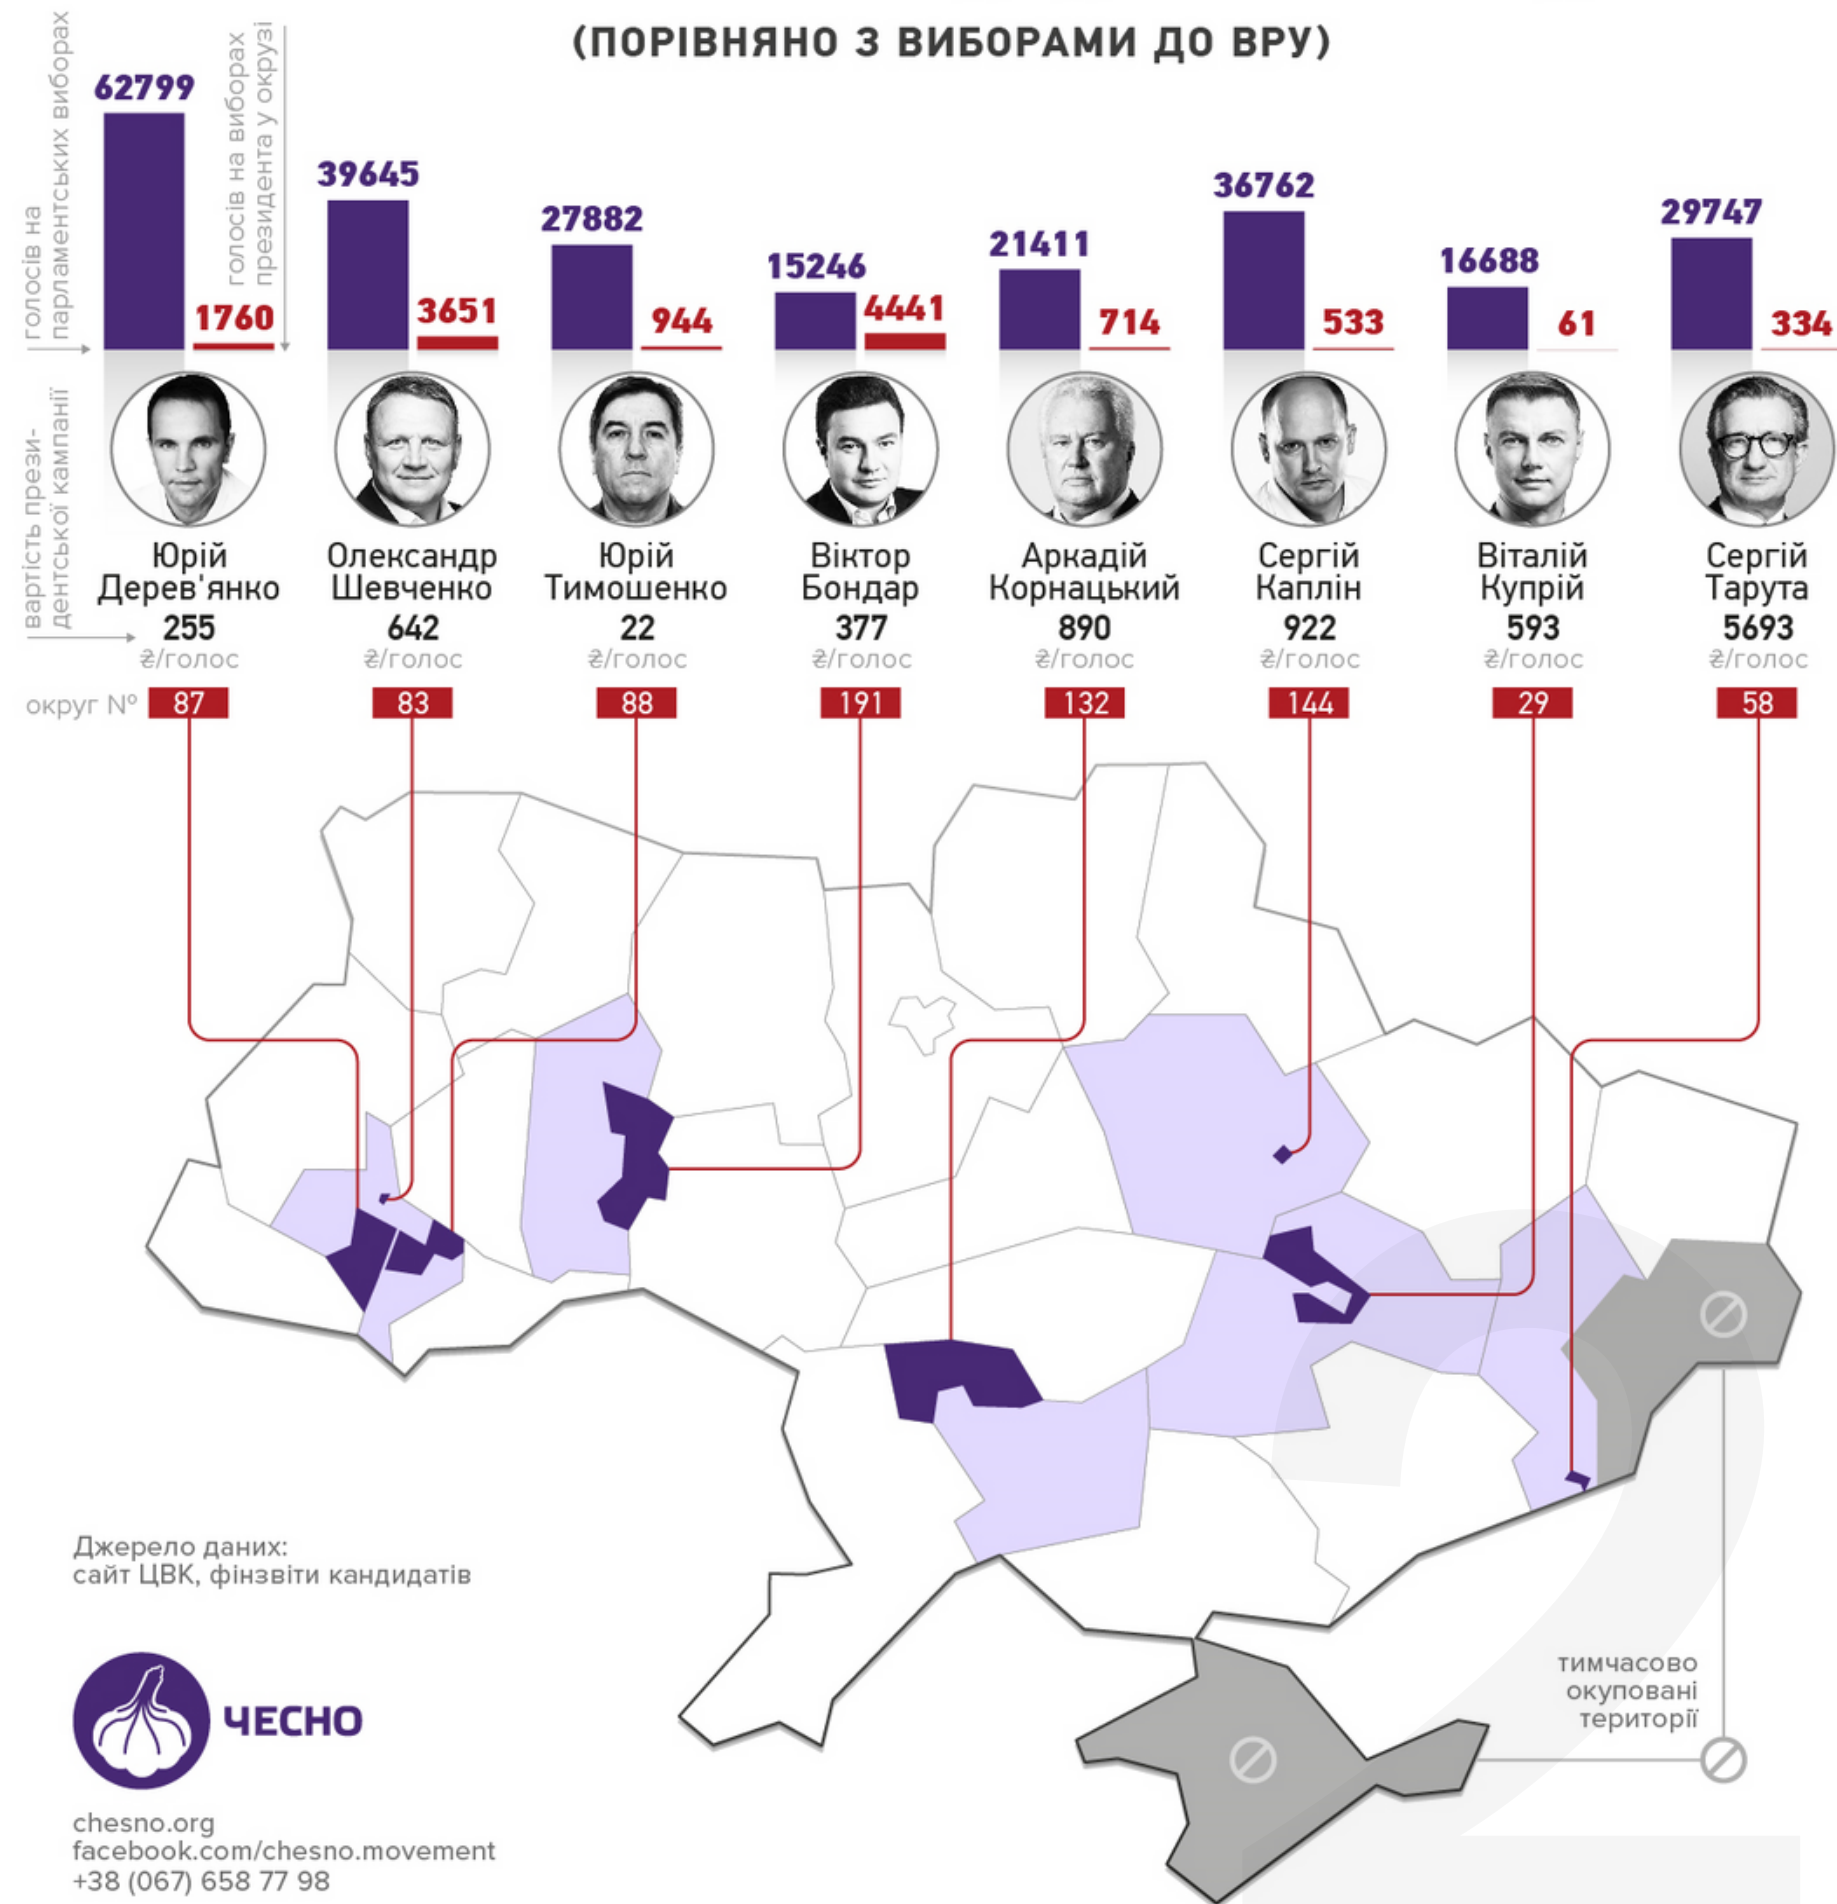 (ПОРІВНЯНО З ВИБОРАМИ ДО ВРУ)
голосів на
парламентських виборах
голосів на виборах
президента у окрузі
62799
1760
39645
3651
27882
944
15246
4441
21411
714
36762
533
16688
61
29747
334
вартість прези-
дентської кампанії
Юрій
Дерев'янко
255
₴/голос
Олександр
Шевченко
642
₴/голос
Юрій
Тимошенко
22
₴/голос
Віктор
Бондар
377
₴/голос
Аркадій
Корнацький
890
₴/голос
Сергій
Каплін
922
₴/голос
Віталій
Купрій
593
₴/голос
Сергій
Тарута
5693
₴/голос
округ №
87
83
88
191
132
144
29
58
Джерело даних:
сайт ЦВК, фінзвіти кандидатів
ЧЕСНО
chesno.org
facebook.com/chesno.movement
+38 (067) 658 77 98
тимчасово
окуповані
території
2